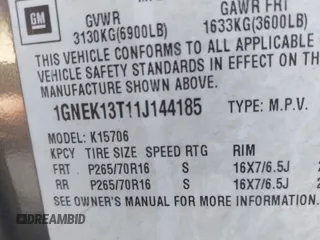 GM
GVWR GAWR FRT
3130KG(6900LB) 1633KG(3600LB)
THIS VEHICLE CONFORMS TO ALL APPLICABLE
VEHICLE SAFETY STANDARDS IN EFFECT ON
MANUFACTURE SHOWN ABOVE.
1GNEK13T11J144185 TYPE: M.P.V.
MODEL: K15706
KPCY TIRE SIZE SPEED RTG RIM
FRT P265/70R16 S 16X7/6.5J
RR P265/70R16 S 16X7/6.5J
SEE OWNER'S MANUAL FOR MORE INFORMATION.
DREAMBID